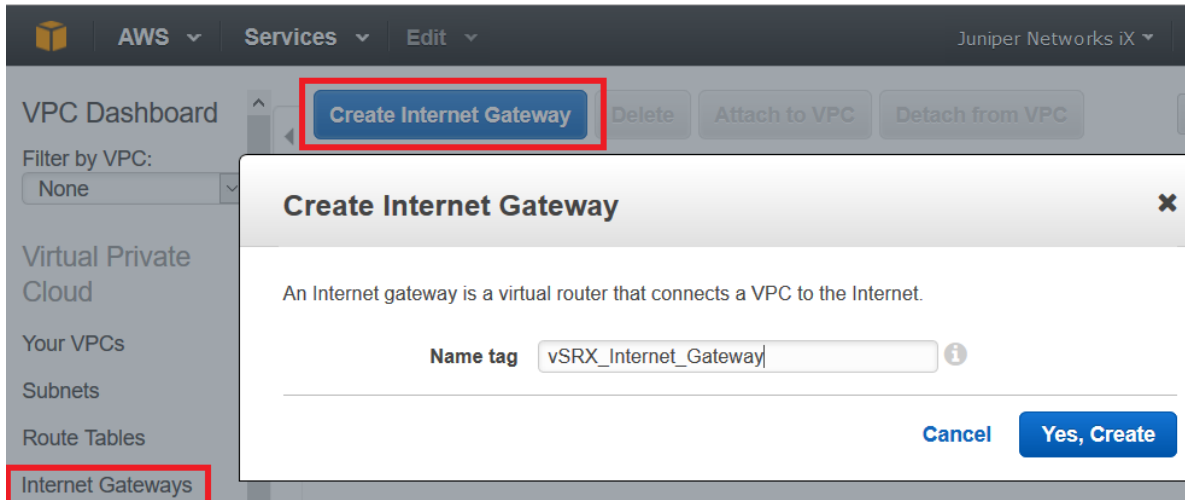 AWS Services Edit Juniper Networks iX
VPC Dashboard
Create Internet Gateway Delete Attach to VPC Detach from VPC
Filter by VPC:
None
Create Internet Gateway
Virtual Private
Cloud
An Internet gateway is a virtual router that connects a VPC to the Internet.
Your VPCs
Name tag vSRX_Internet_Gateway
Subnets
Route Tables
Cancel Yes, Create
Internet Gateways